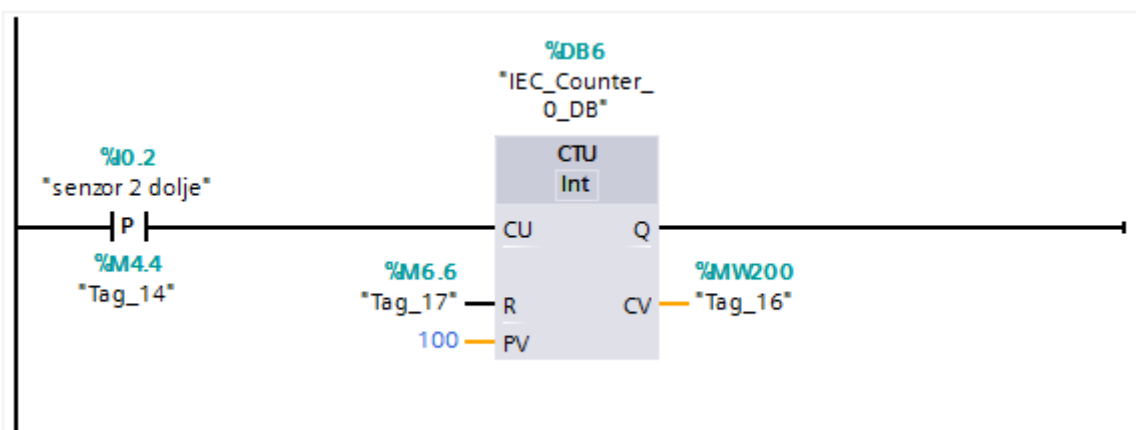 %DB6
"IEC_Counter_
0_DB"
CTU
Int
%I0.2
"senzor 2 dolje"
P
%M4.4
"Tag_14"
CU
Q
%M6.6
"Tag_17"
R
100
PV
CV
%MW200
"Tag_16"